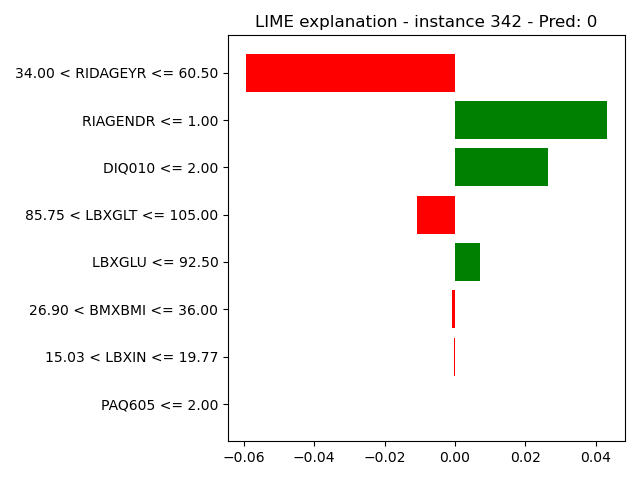 LIME explanation - instance 342 - Pred: 0
34.00 < RIDAGEYR <= 60.50
RIAGENDR <= 1.00
DIQ010 <= 2.00
85.75 < LBXGLT <= 105.00
LBXGLU <= 92.50
26.90 < BMXBMI <= 36.00
15.03 < LBXIN <= 19.77
PAQ605 <= 2.00
−0.06 −0.04 −0.02 0.00 0.02 0.04